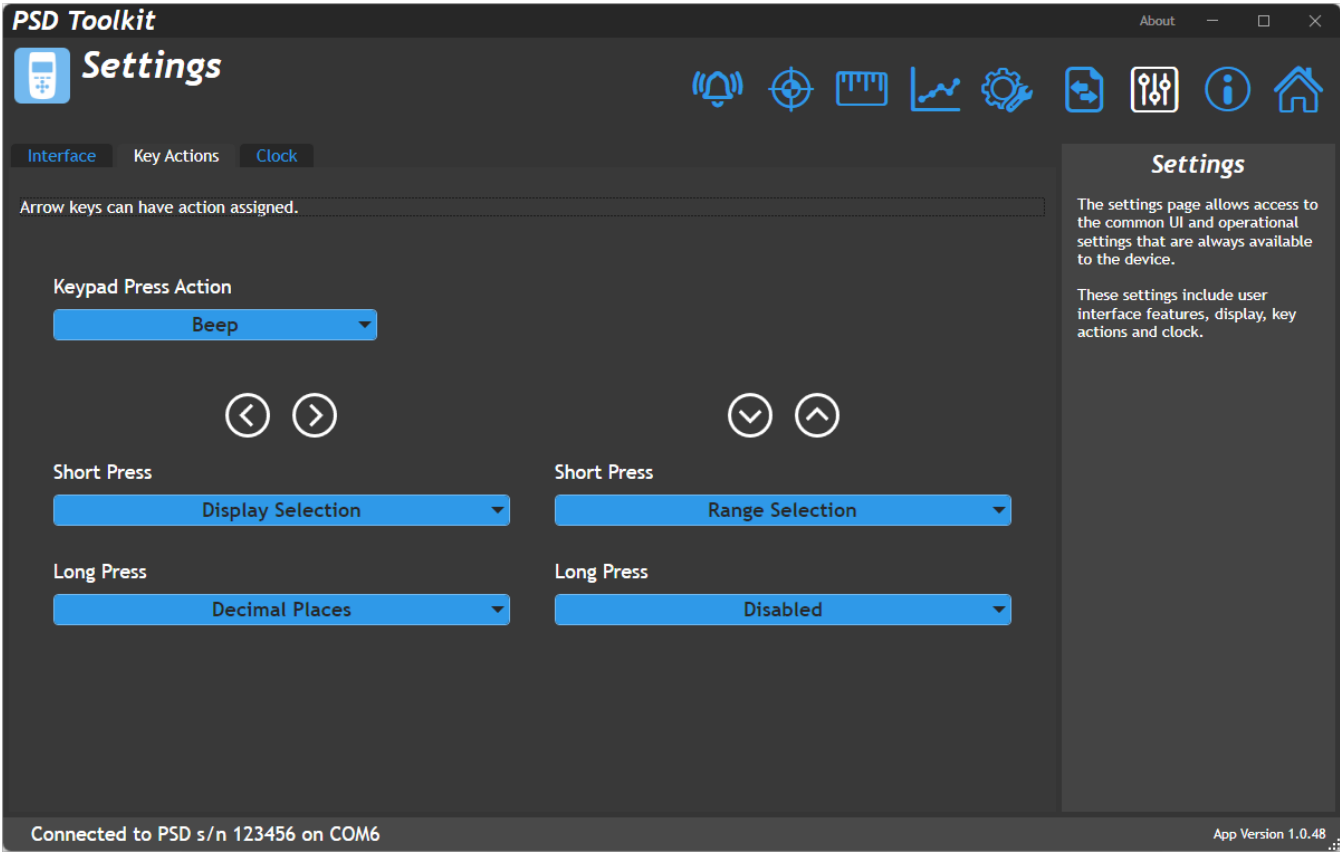 PSD Toolkit
About
Settings
Interface
Key Actions
Clock
Arrow keys can have action assigned.
Keypad Press Action
Beep
Short Press
Short Press
Display Selection
Range Selection
Long Press
Long Press
Decimal Places
Disabled
Settings
The settings page allows access to
the common UI and operational
settings that are always available
to the device.
These settings include user
interface features, display, key
actions and clock.
Connected to PSD s/n 123456 on COM6
App Version 1.0.48